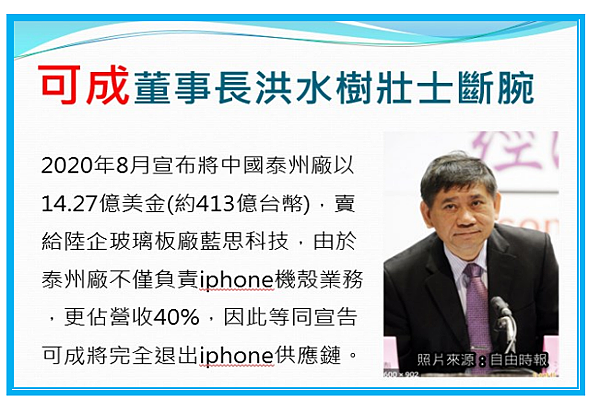 可成董事長洪水樹壯士斷腕
2020年8月宣布將中國泰州廠以
14.27億美金(約413億台幣)，賣
給陸企玻璃板廠藍思科技，由於
泰州廠不僅負責iphone機殼業務
，更佔營收40%，因此等同宣告
可成將完全退出iphone供應鏈。
照片來源：自由時報
600 × 902